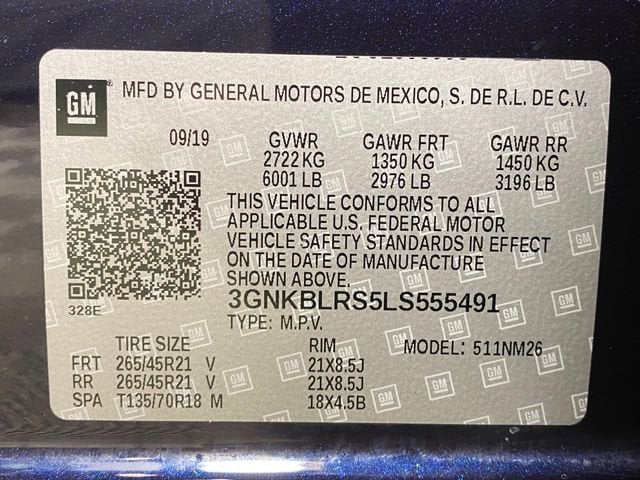 GM MFD BY GENERAL MOTORS DE MEXICO, S. DE R.L. DE C.V.
09/19 GVWR GAWR FRT GAWR RR
2722 KG 1350 KG 1450 KG
6001 LB 2976 LB 3196 LB
THIS VEHICLE CONFORMS TO ALL
APPLICABLE U.S. FEDERAL MOTOR
VEHICLE SAFETY STANDARDS IN EFFECT
ON THE DATE OF MANUFACTURE
SHOWN ABOVE.
328E 3GNKBLRS5LS555491
TYPE: M.P.V.
TIRE SIZE RIM MODEL: 511NM26
FRT 265/45R21 V 21X8.5J
RR 265/45R21 V 21X8.5J
SPA T135/70R18 M 18X4.5B